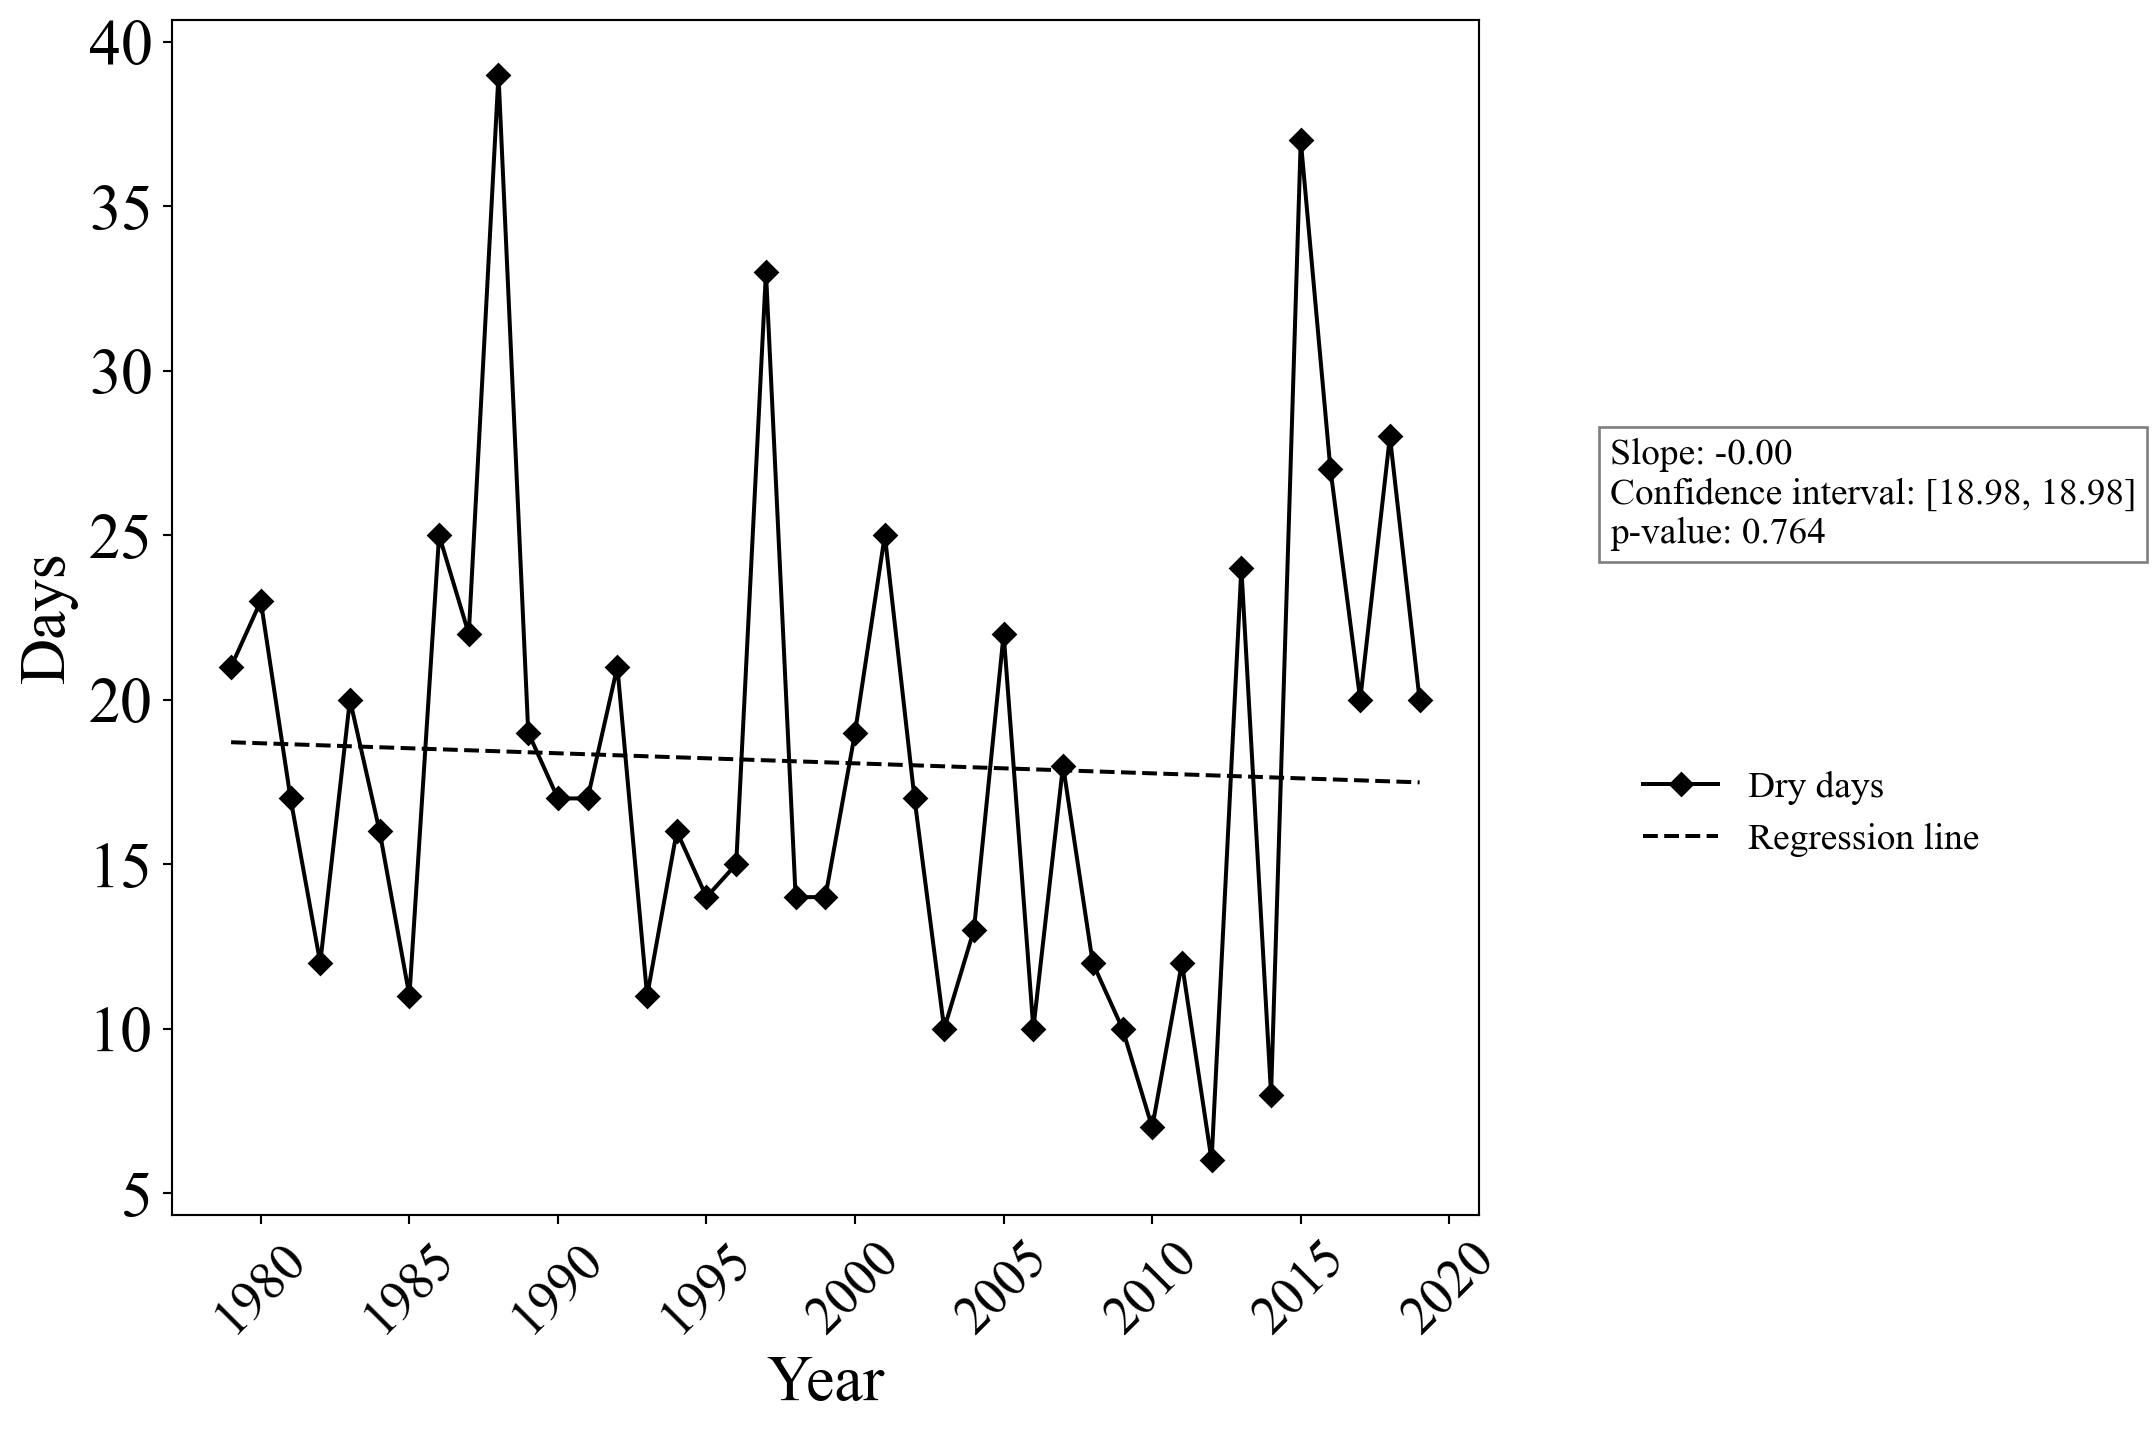 40
35
30
25
20
15
10
5
Days
1980
1985
1990
1995
2000
2005
2010
2015
2020
Year
Slope: -0.00
Confidence interval: [18.98, 18.98]
p-value: 0.764
Dry days
Regression line